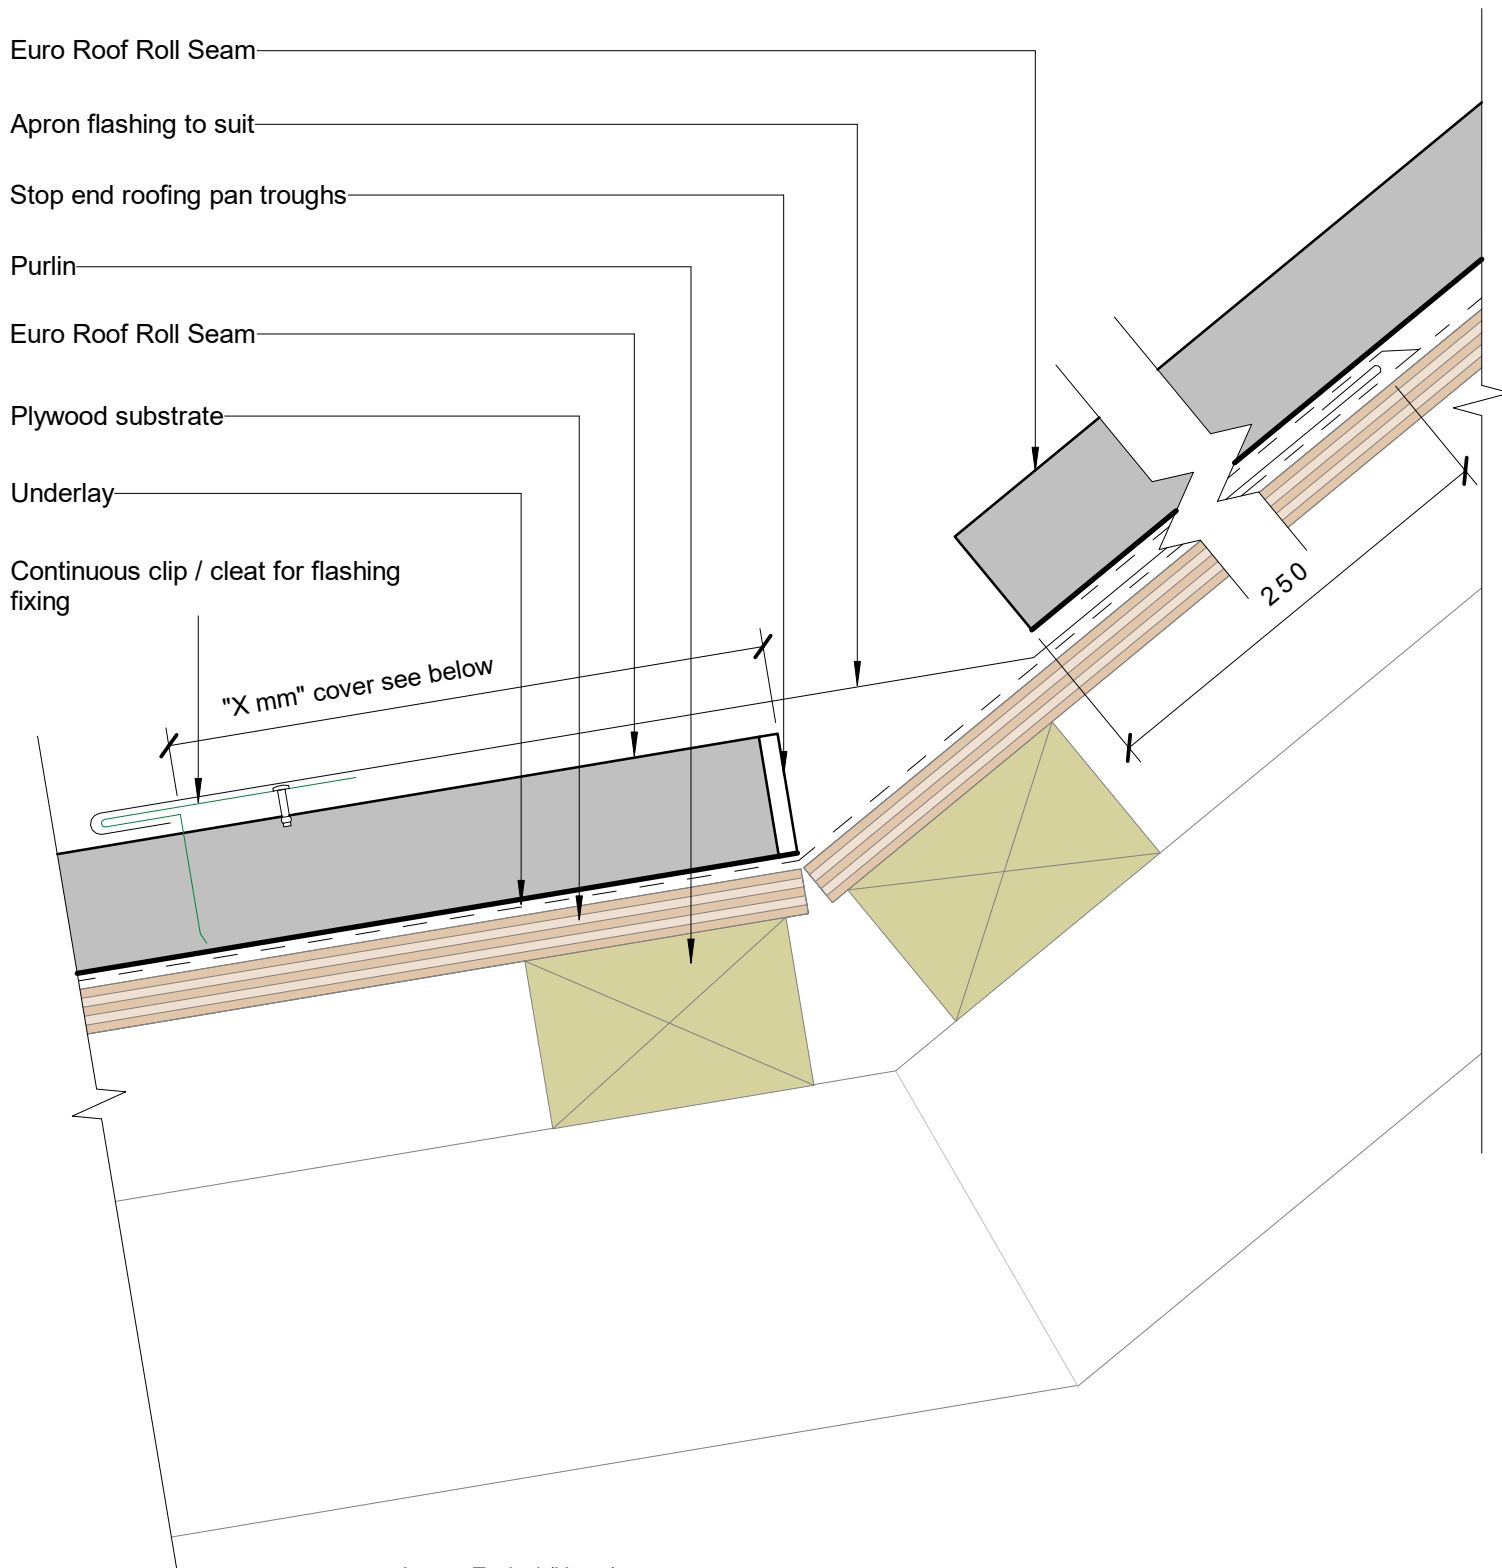 Euro Roof Roll Seam
Apron flashing to suit
Stop end roofing pan troughs
Purlin
Euro Roof Roll Seam
Plywood substrate
Underlay
Continuous clip / cleat for flashing
fixing
"X mm" cover see below
250